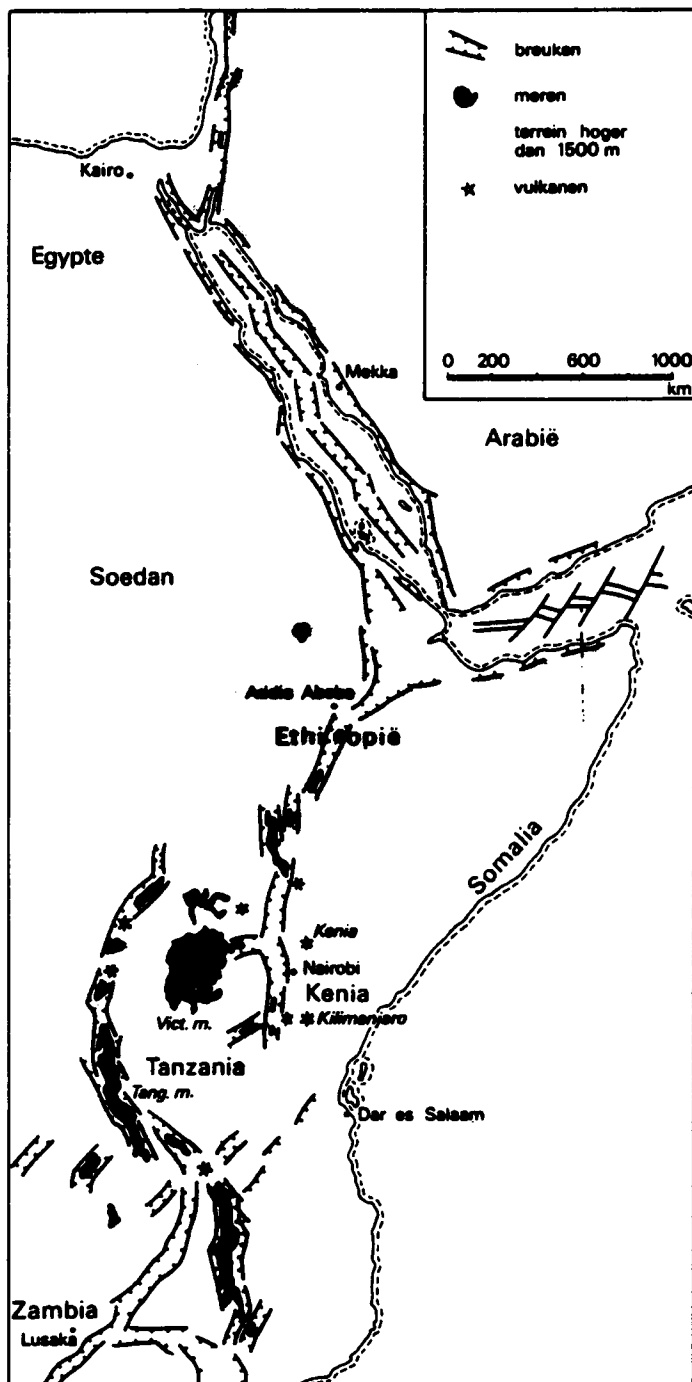 breuken
meren
terrein hoger
dan 1500 m
vulkanen
0 200 600 1000
km
Kairo
Egypte
Mekka
Arabië
Soedan
Addis Abeba
Ethiopië
Somalia
Kenia
Nairobi
Kenia
Vict. m.
Kilimanjaro
Tanzania
Tang. m.
Dar es Salaam
Zambia
Lusaka